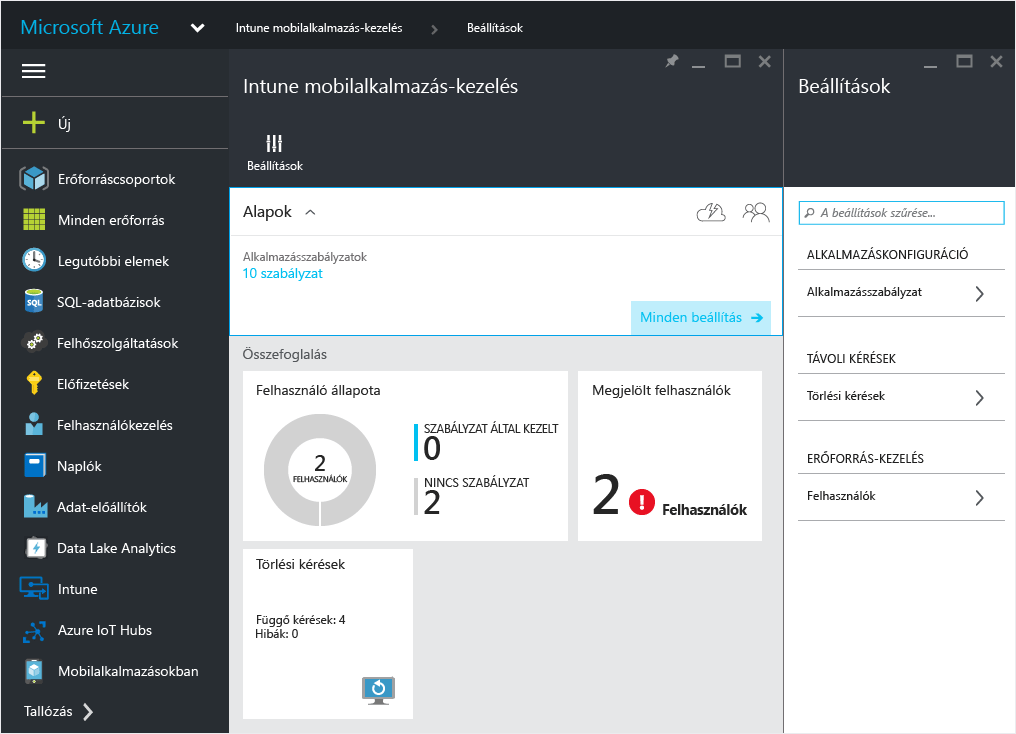 Microsoft Azure
Intune mobilalkalmazás-kezelés
Beállítások
Új
Erőforráscsoportok
Minden erőforrás
Legutóbbi elemek
SQL-adatbázisok
Felhőszolgáltatások
Előfizetések
Felhasználókezelés
Naplók
Adat-előállítók
Data Lake Analytics
Intune
Azure IoT Hubs
Mobilalkalmazásokban
Tallózás
Intune mobilalkalmazás-kezelés
Beállítások
Alapok
Alkalmazásszabályzatok
10 szabályzat
Minden beállítás
Összefoglalás
Felhasználó állapota
2
FELHASZNÁLÓK
SZABÁLYZAT ÁLTAL KEZELT
0
NINCS SZABÁLYZAT
2
Megjelölt felhasználók
2 Felhasználók
Törlési kérések
Függő kérések: 4
Hibák: 0
Beállítások
A beállítások szűrése...
ALKALMAZÁSKONFIGURÁCIÓ
Alkalmazásszabályzat
TÁVOLI KÉRÉSEK
Törlési kérések
ERŐFORRÁS-KEZELÉS
Felhasználók